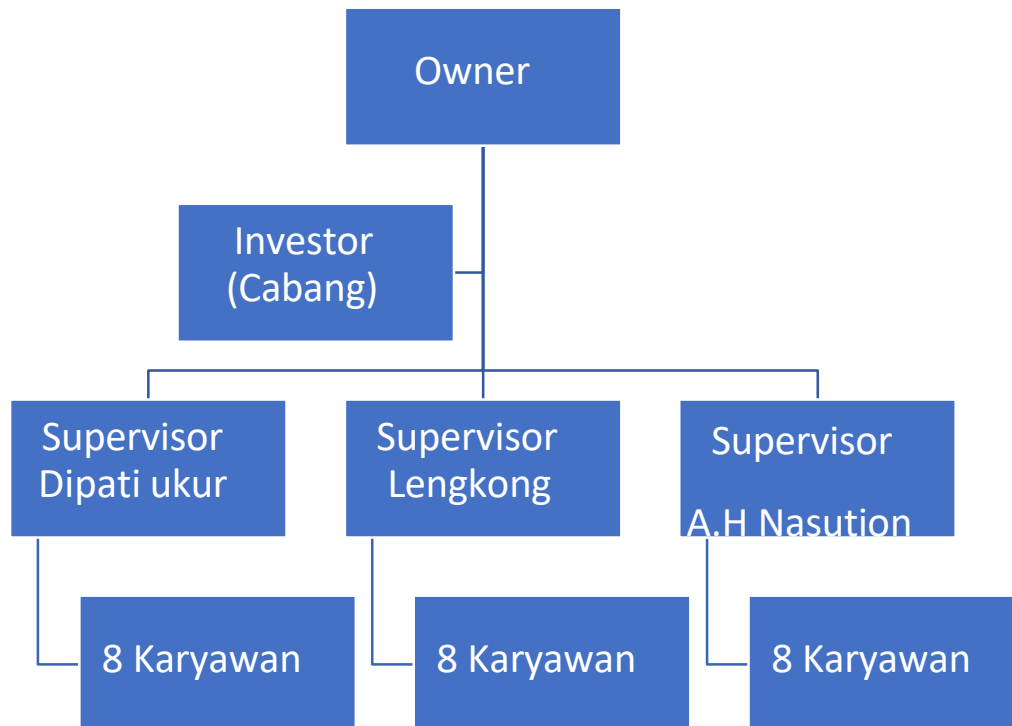 Owner
Investor
(Cabang)
Supervisor
Dipati ukur
Supervisor
Lengkong
Supervisor
A.H Nasution
8 Karyawan
8 Karyawan
8 Karyawan